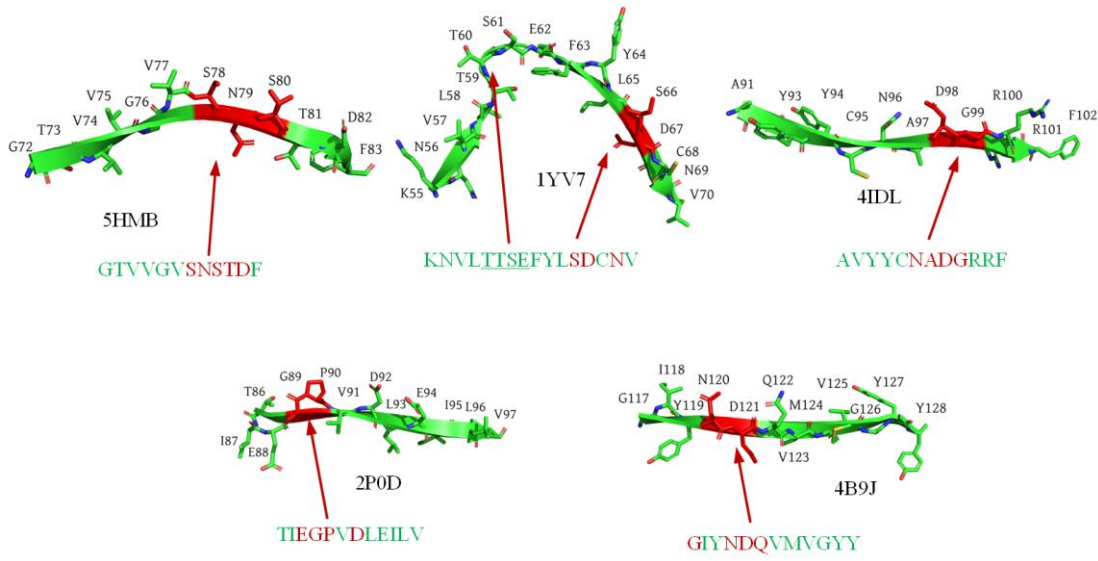 G72 T73 V74 V75 G76 V77 S78 N79 S80 T81 D82 F83
5HMB
GTVVGVSNSTDF
K55 N56 V57 L58 T59 T60 S61 E62 F63 Y64 L65 S66 D67 C68 N69 V70
1YV7
KNVLTTSEFYLSDCNV
A91 Y93 Y94 C95 N96 A97 D98 G99 R100 R101 F102
4IDL
AVYYCNADGRRF
T86 I87 E88 G89 P90 V91 D92 L93 E94 I95 L96 V97
2P0D
TIEGPVDLEILV
G117 I118 Y119 N120 D121 Q122 V123 M124 V125 G126 Y127 Y128
4B9J
GIYNDQVMVGYY